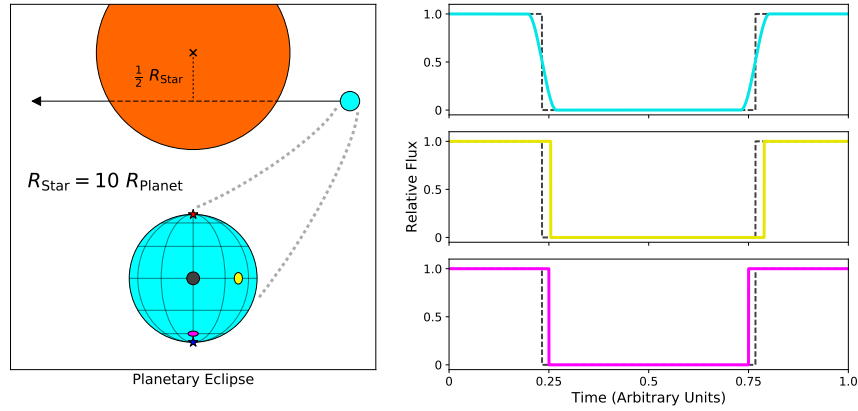 ½ R_Star
R_Star = 10 R_Planet
Planetary Eclipse
Relative Flux
1.0
0.5
0
1.0
0.5
0
1.0
0.5
0
0 0.25 0.5 0.75 1.0
Time (Arbitrary Units)